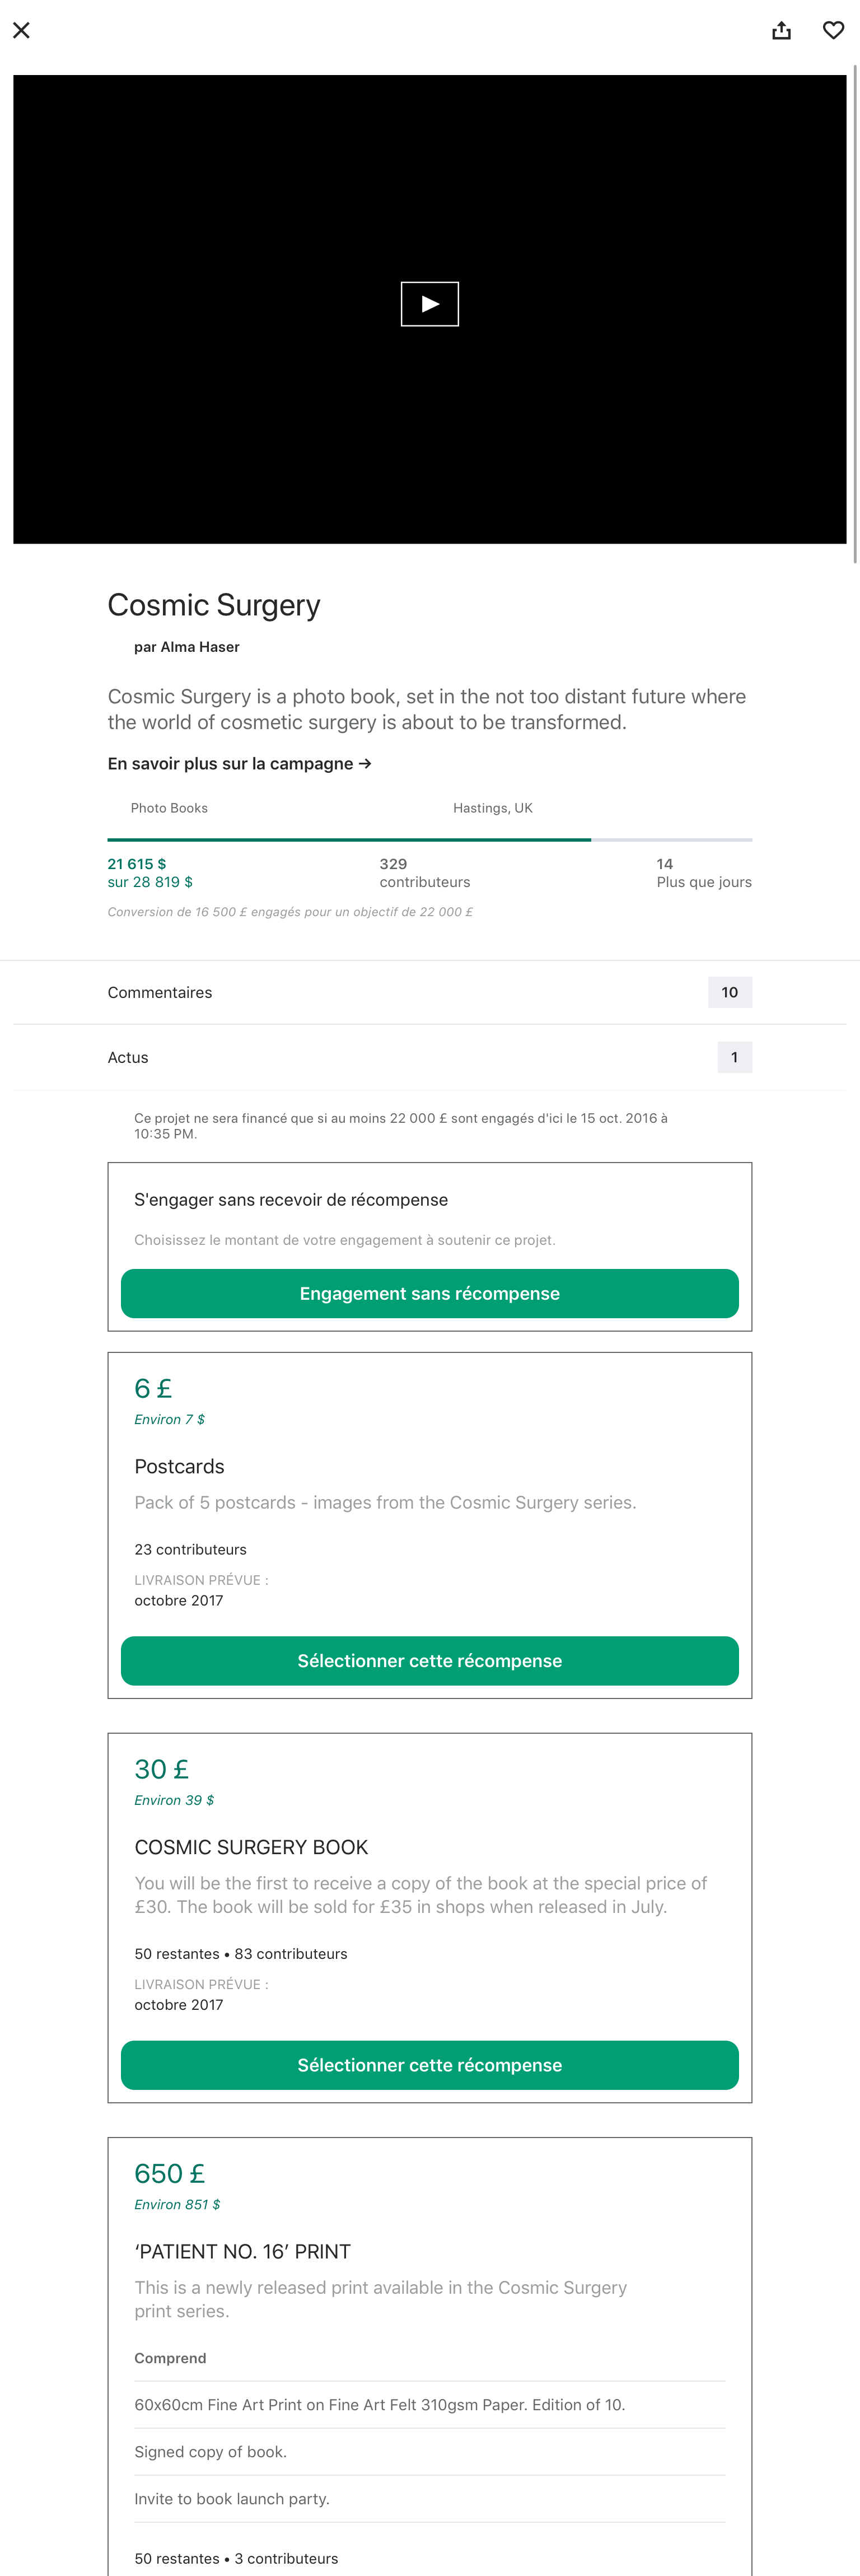 Cosmic Surgery
par Alma Haser
Cosmic Surgery is a photo book, set in the not too distant future where
the world of cosmetic surgery is about to be transformed.
En savoir plus sur la campagne →
Photo Books
Hastings, UK
21 615 $
sur 28 819 $
329
contributeurs
14
Plus que jours
Conversion de 16 500 £ engagés pour un objectif de 22 000 £
Commentaires
10
Actus
1
Ce projet ne sera financé que si au moins 22 000 £ sont engagés d'ici le 15 oct. 2016 à
10:35 PM.
S'engager sans recevoir de récompense
Choisissez le montant de votre engagement à soutenir ce projet.
Engagement sans récompense
6 £
Environ 7 $
Postcards
Pack of 5 postcards - images from the Cosmic Surgery series.
23 contributeurs
LIVRAISON PRÉVUE :
octobre 2017
Sélectionner cette récompense
30 £
Environ 39 $
COSMIC SURGERY BOOK
You will be the first to receive a copy of the book at the special price of
£30. The book will be sold for £35 in shops when released in July.
50 restantes • 83 contributeurs
LIVRAISON PRÉVUE :
octobre 2017
Sélectionner cette récompense
650 £
Environ 851 $
‘PATIENT NO. 16’ PRINT
This is a newly released print available in the Cosmic Surgery
print series.
Comprend
60x60cm Fine Art Print on Fine Art Felt 310gsm Paper. Edition of 10.
Signed copy of book.
Invite to book launch party.
50 restantes • 3 contributeurs